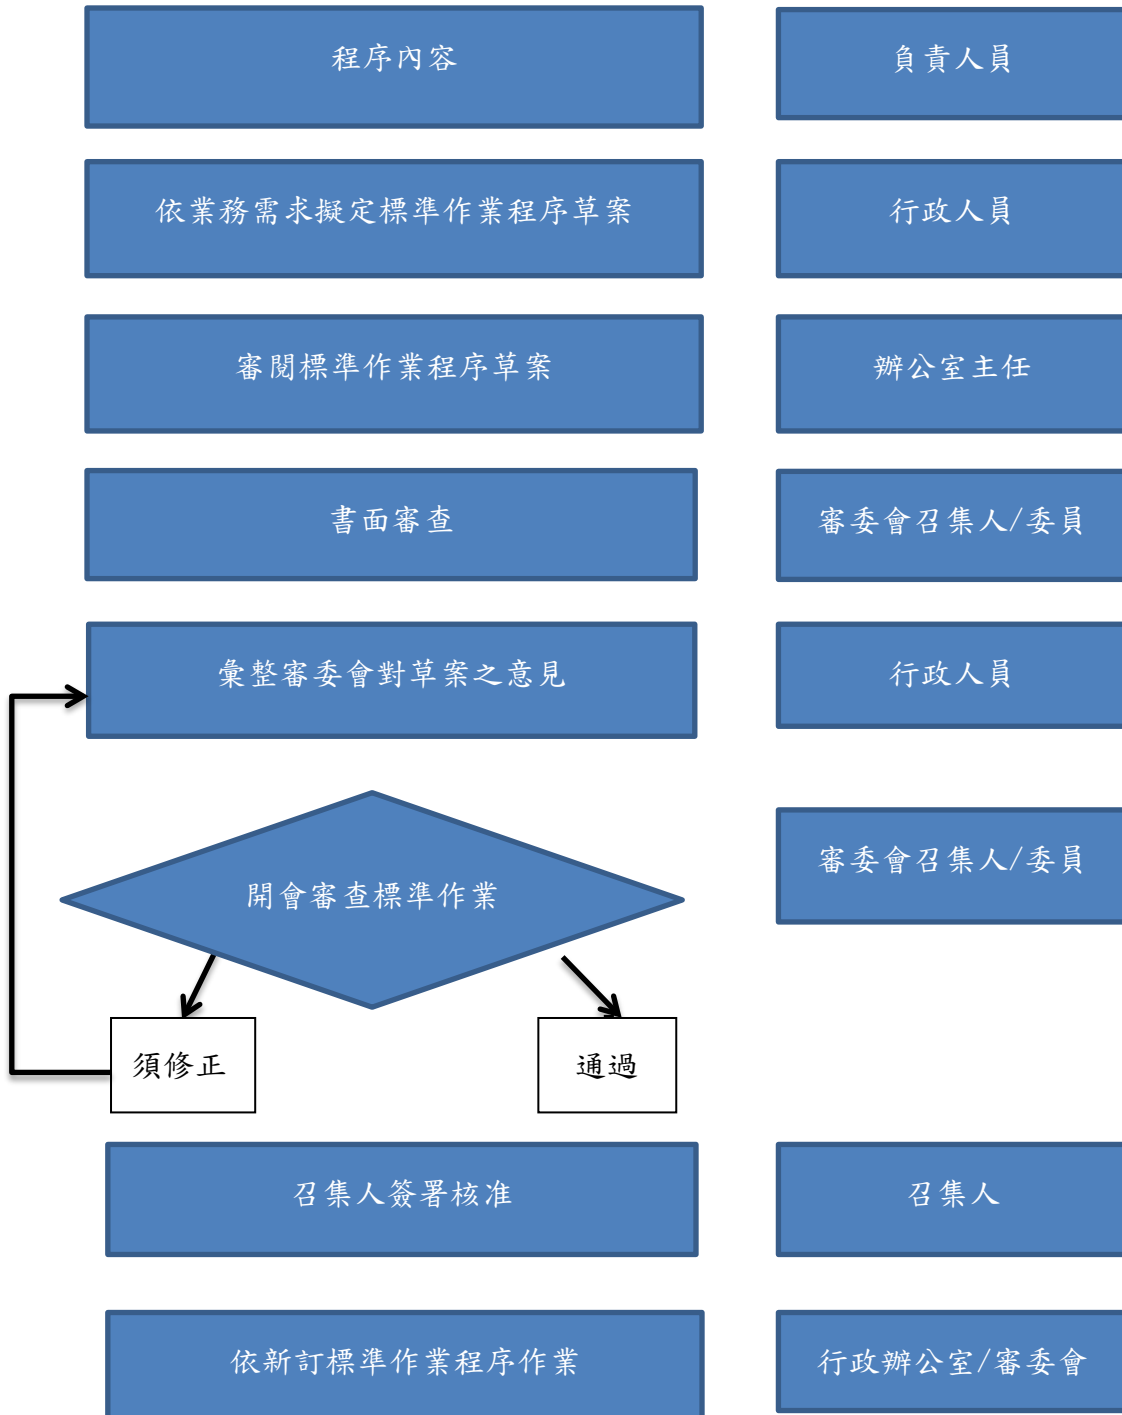 程序內容
負責人員
依業務需求擬定標準作業程序草案
行政人員
審閱標準作業程序草案
辦公室主任
書面審查
審委會召集人/委員
彙整審委會對草案之意見
行政人員
開會審查標準作業
審委會召集人/委員
須修正
通過
召集人簽署核准
召集人
依新訂標準作業程序作業
行政辦公室/審委會